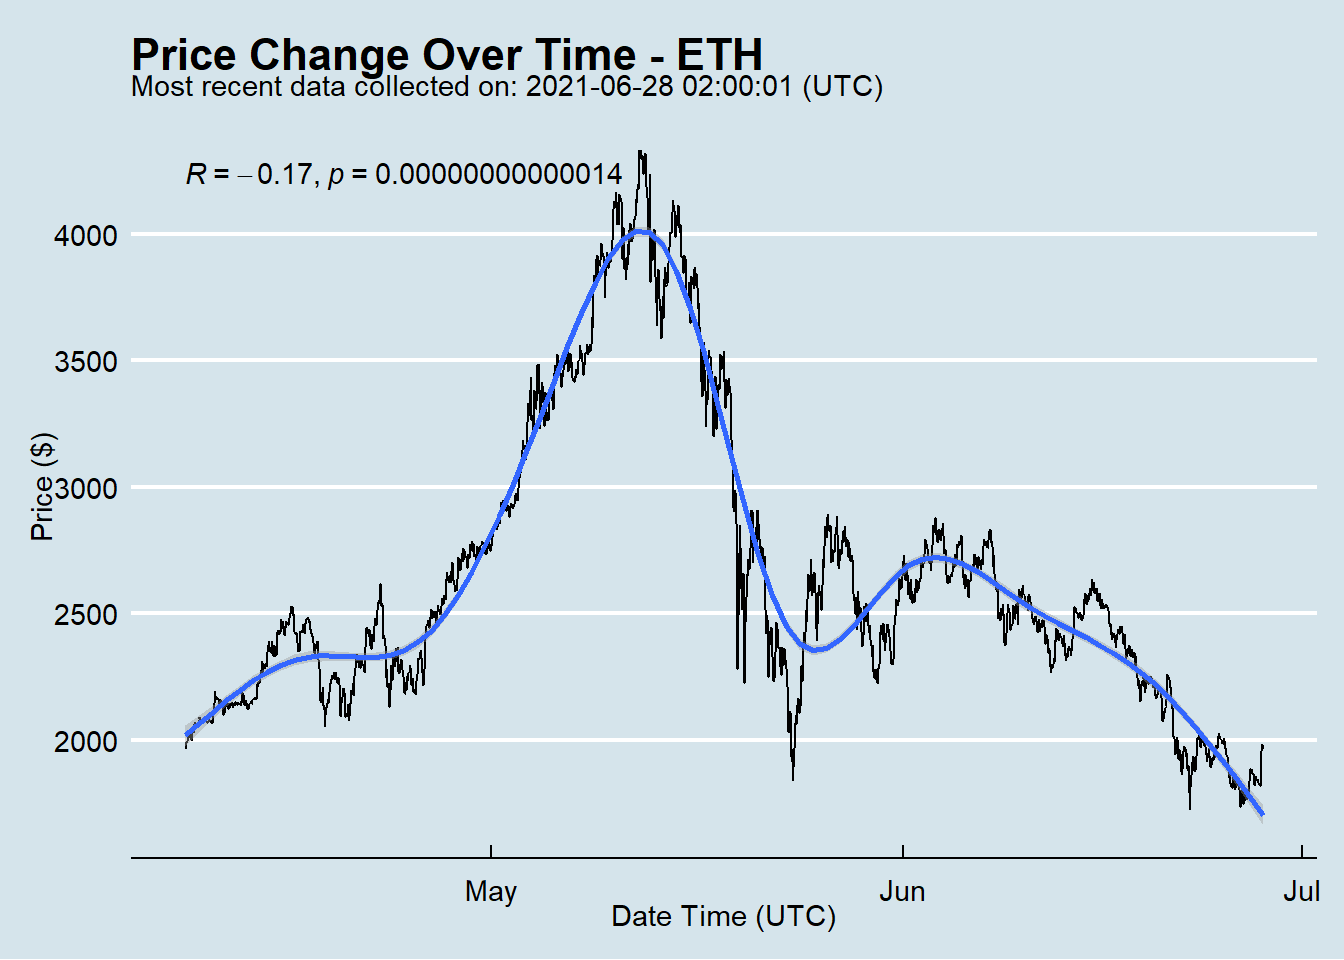 Price Change Over Time - ETH
Most recent data collected on: 2021-06-28 02:00:01 (UTC)
R = −0.17, p = 0.00000000000014
4000
3500
3000
2500
2000
Price ($)
May
Jun
Jul
Date Time (UTC)